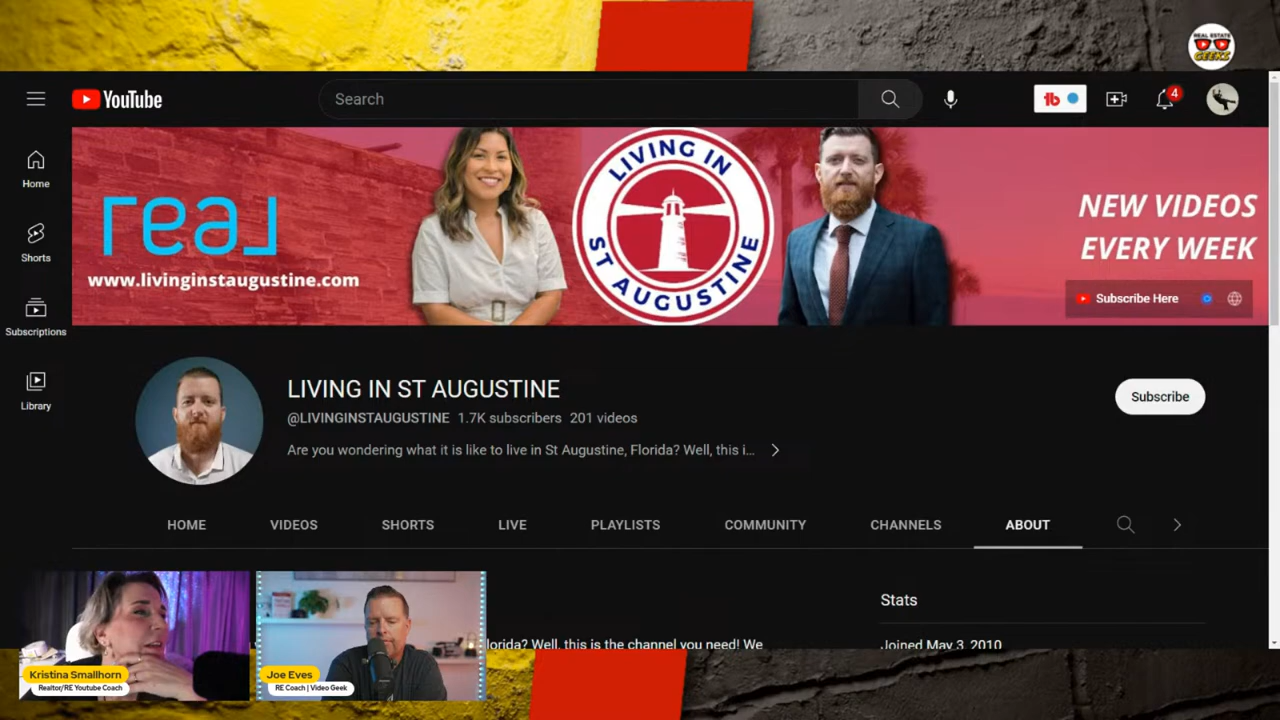 REAL ESTATE
GEEKS
YouTube
Search
tb
4
Home
Shorts
Subscriptions
Library
real
www.livinginstaugustine.com
LIVING IN
ST AUGUSTINE
NEW VIDEOS
EVERY WEEK
Subscribe Here
LIVING IN ST AUGUSTINE
@LIVINGINSTAUGUSTINE 1.7K subscribers 201 videos
Are you wondering what it is like to live in St Augustine, Florida? Well, this i...
Subscribe
HOME
VIDEOS
SHORTS
LIVE
PLAYLISTS
COMMUNITY
CHANNELS
ABOUT
Stats
Joined May 3, 2010
lorida? Well, this is the channel you need! We
Kristina Smallhorn
Realtor/RE Youtube Coach
Joe Eves
RE Coach | Video Geek